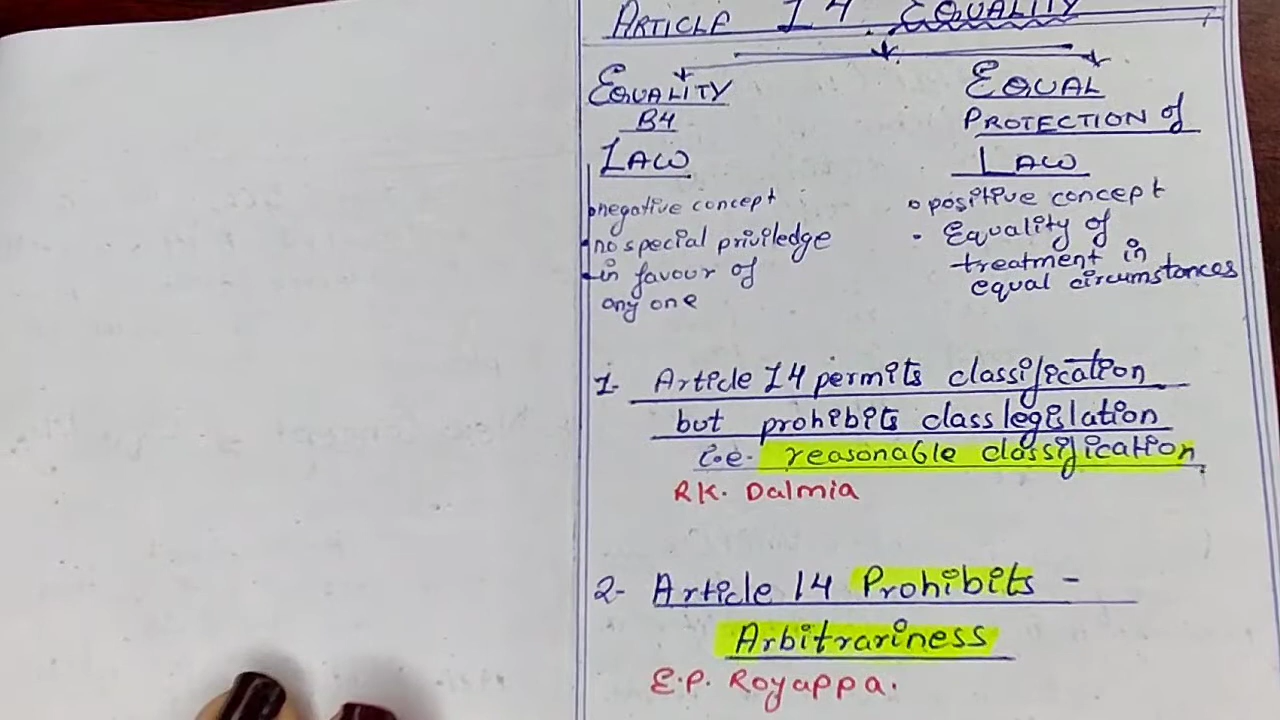 ARTICLE 14. EQUALITY
EQUALITY
B4
LAW
negative concept
no special priviledge
in favour of
any one
EQUAL
PROTECTION of
LAW
positive concept
Equality of
treatment in
equal circumstances
1- Article 14 permits classification
but prohibits class legislation
i.e. reasonable classification
RK. Dalmia
2- Article 14 Prohibits -
Arbitrariness
E.P. Royappa.